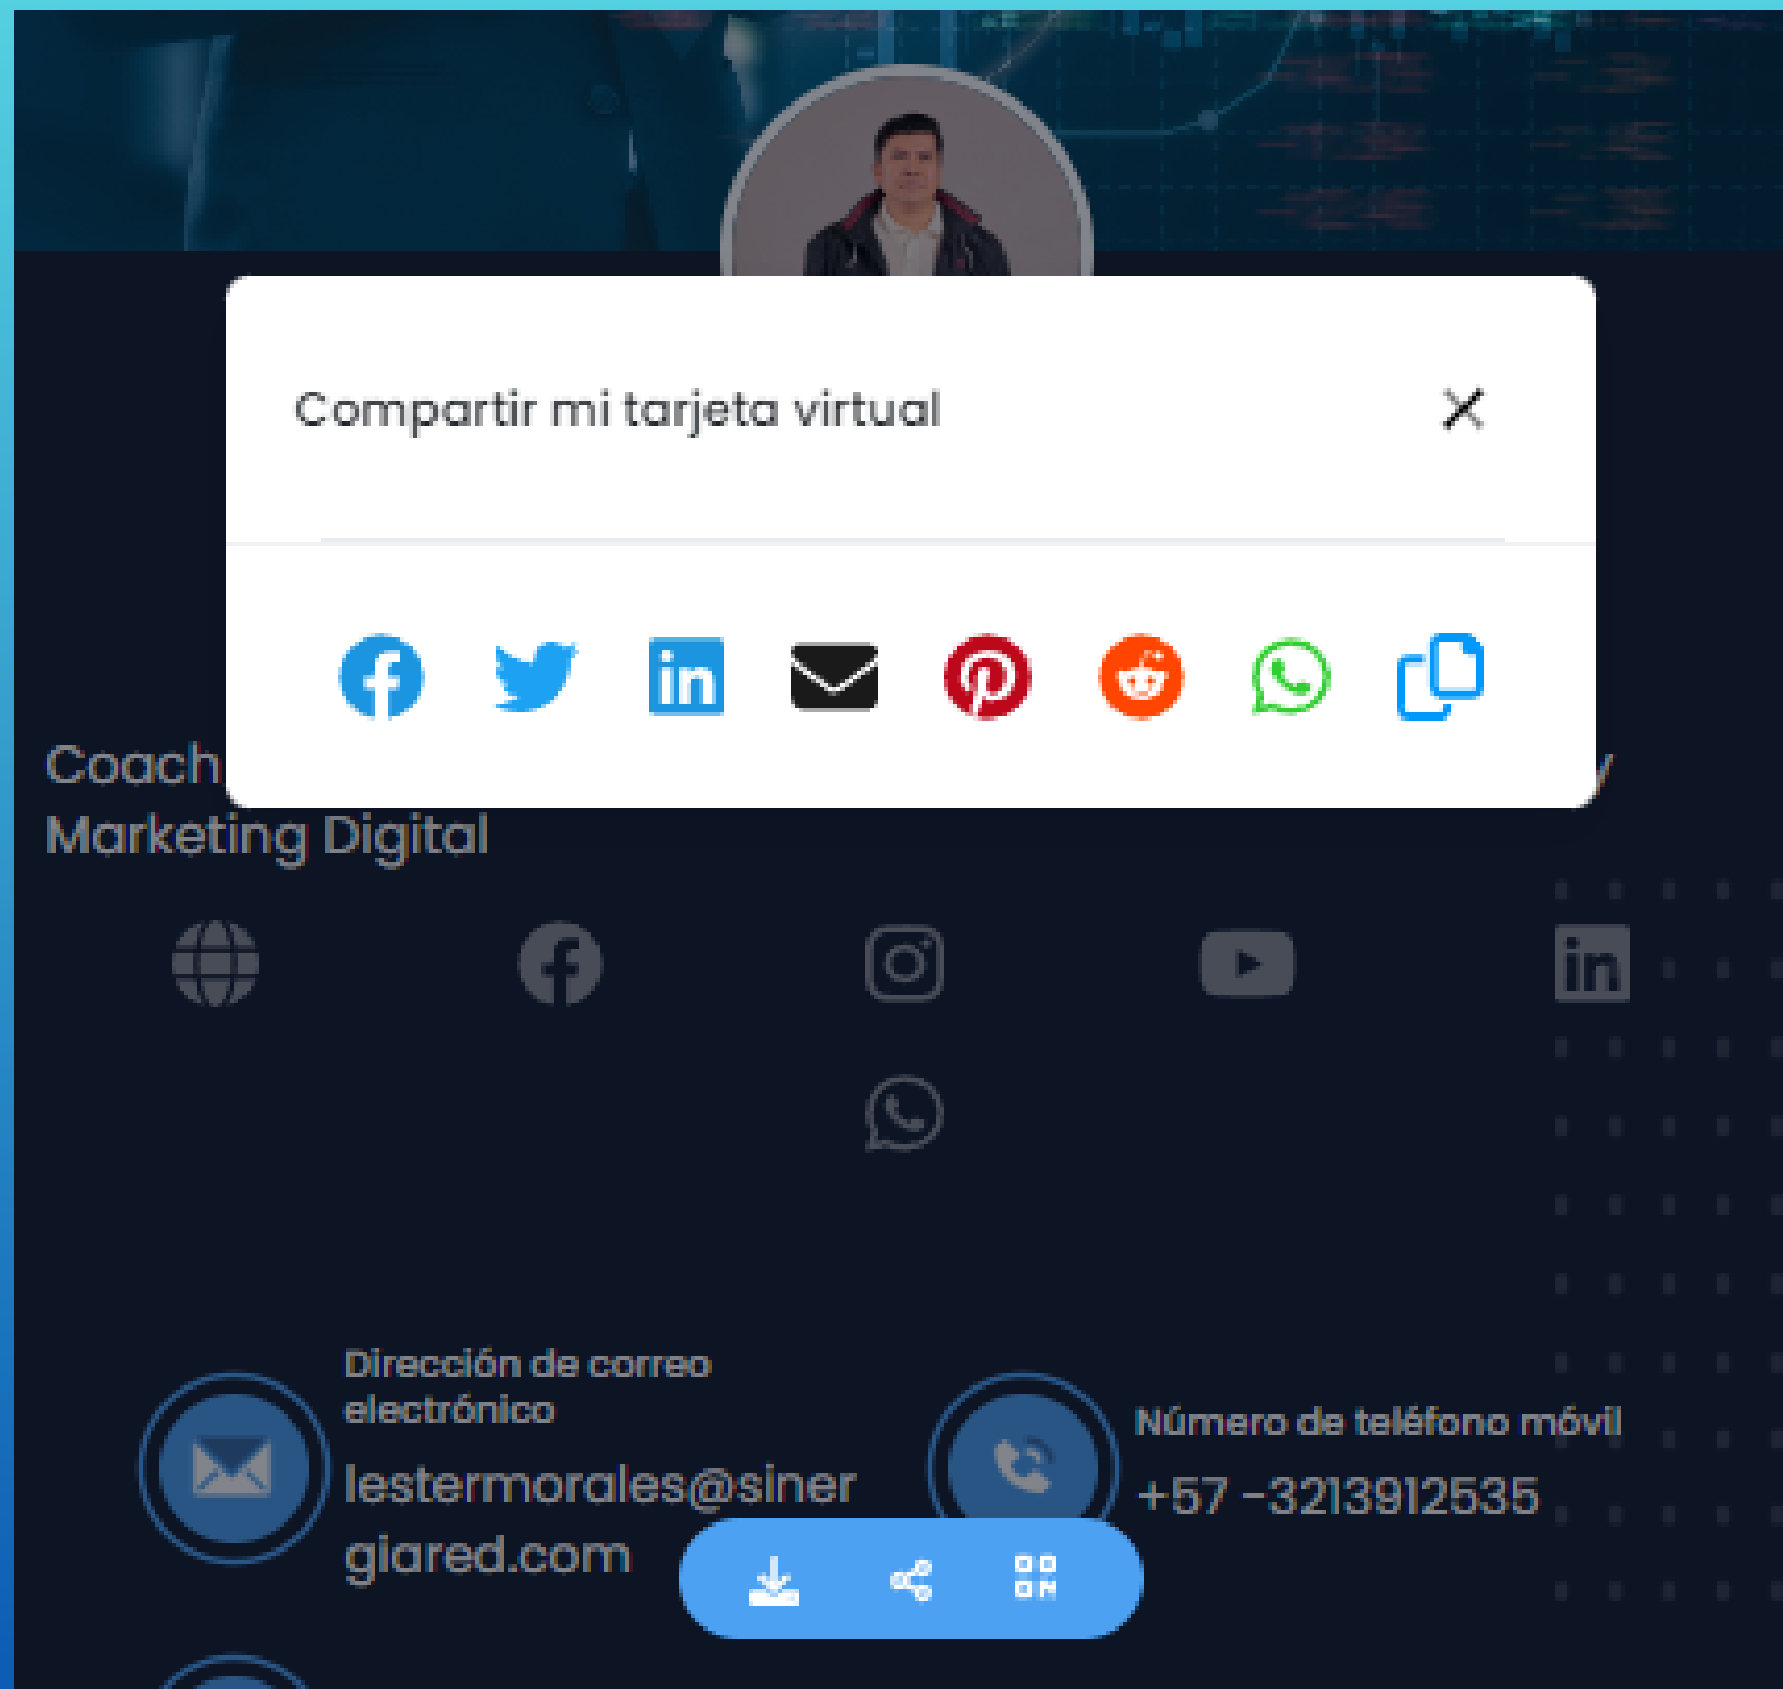 Compartir mi tarjeta virtual
Coach
y
Marketing Digital
Dirección de correo
electrónico
lestermorales@siner
giared.com
Número de teléfono móvil
+57 -3213912535